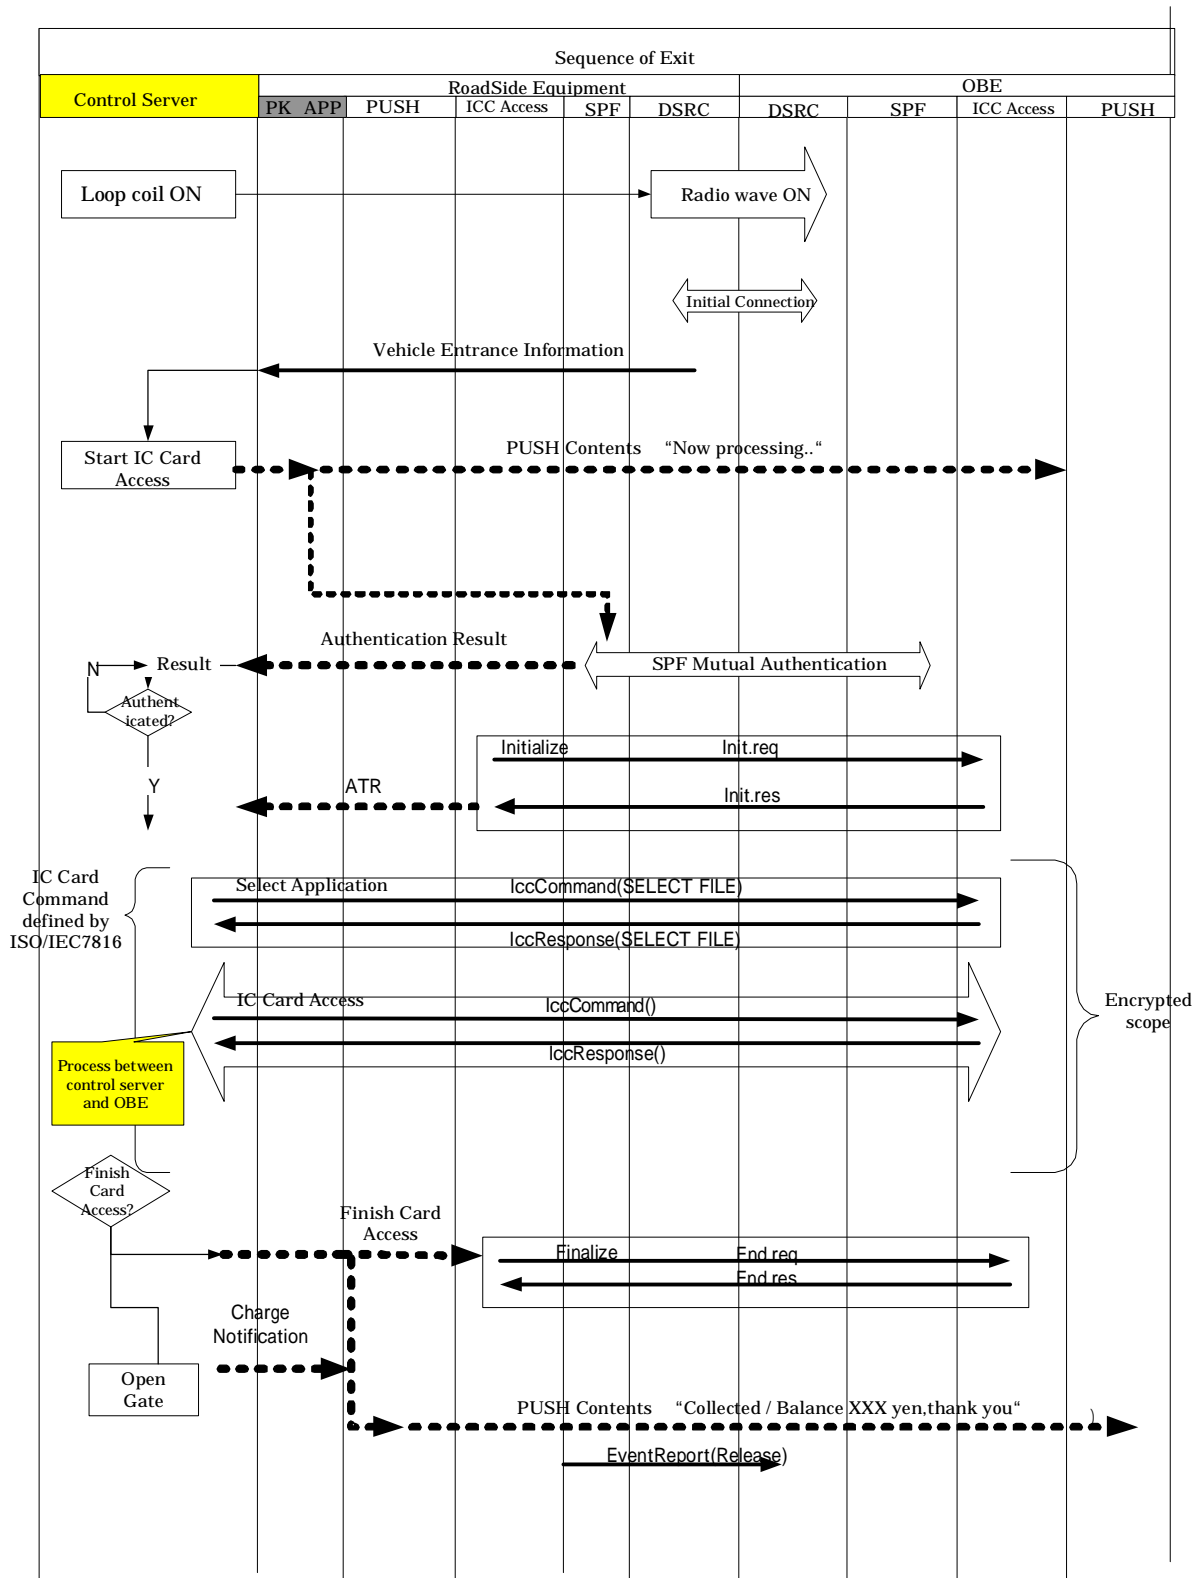 Sequence of Exit
Control Server
RoadSide Equipment
OBE
PK APP
PUSH
ICC Access
SPF
DSRC
DSRC
SPF
ICC Access
PUSH
Loop coil ON
Radio wave ON
Initial Connection
Vehicle Entrance Information
Start IC Card
Access
PUSH Contents “Now processing..“
Authentication Result
N
Result
SPF Mutual Authentication
Authent
icated?
Initialize
Init.req
Y
ATR
Init.res
IC Card
Command
defined by
ISO/IEC7816
Select Application
IccCommand(SELECT FILE)
IccResponse(SELECT FILE)
IC Card Access
IccCommand()
IccResponse()
Encrypted
scope
Process between
control server
and OBE
Finish
Card
Access?
Finish Card
Access
Finalize
End.req
End.res
Charge
Notification
Open
Gate
PUSH Contents “Collected / Balance XXX yen,thank you“
)
EventReport(Release)